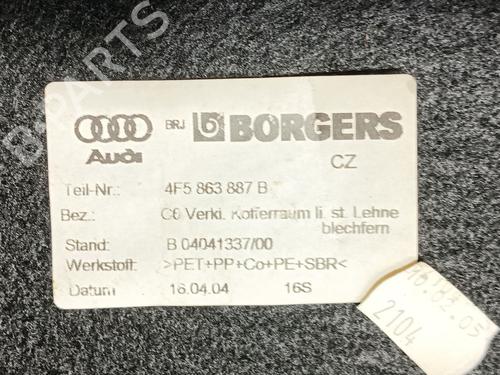 BRJ BORGERS
Audi
CZ
Teil-Nr.: 4F5 863 887 B
Bez.: C6 Verkl. Kofferraum li. st. Lehne
blechfern
Stand: B 04041337/00
Werkstoff: >PET+PP+Co+PE+SBR<
Datum 16.04.04 16S
2104
B-PARTS